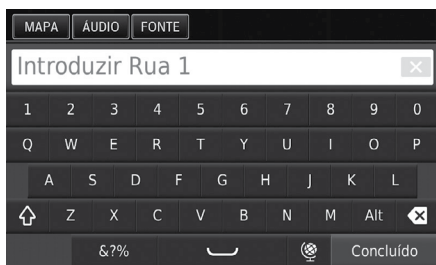 MAPA ÁUDIO FONTE
Introduzir Rua 1
1 2 3 4 5 6 7 8 9 0
Q W E R T Y U I O P
A S D F G H J K L
Z X C V B N M Alt
&?% Concluído